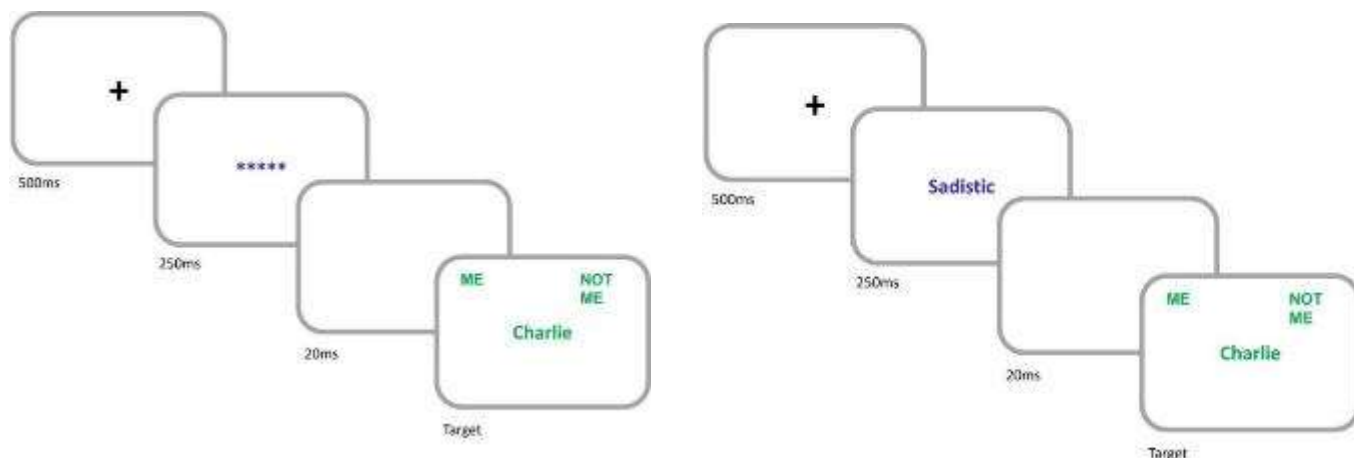 +
500ms
*****
250ms
20ms
ME NOT
ME
Charlie
Target
+
500ms
Sadistic
250ms
20ms
ME NOT
ME
Charlie
Target